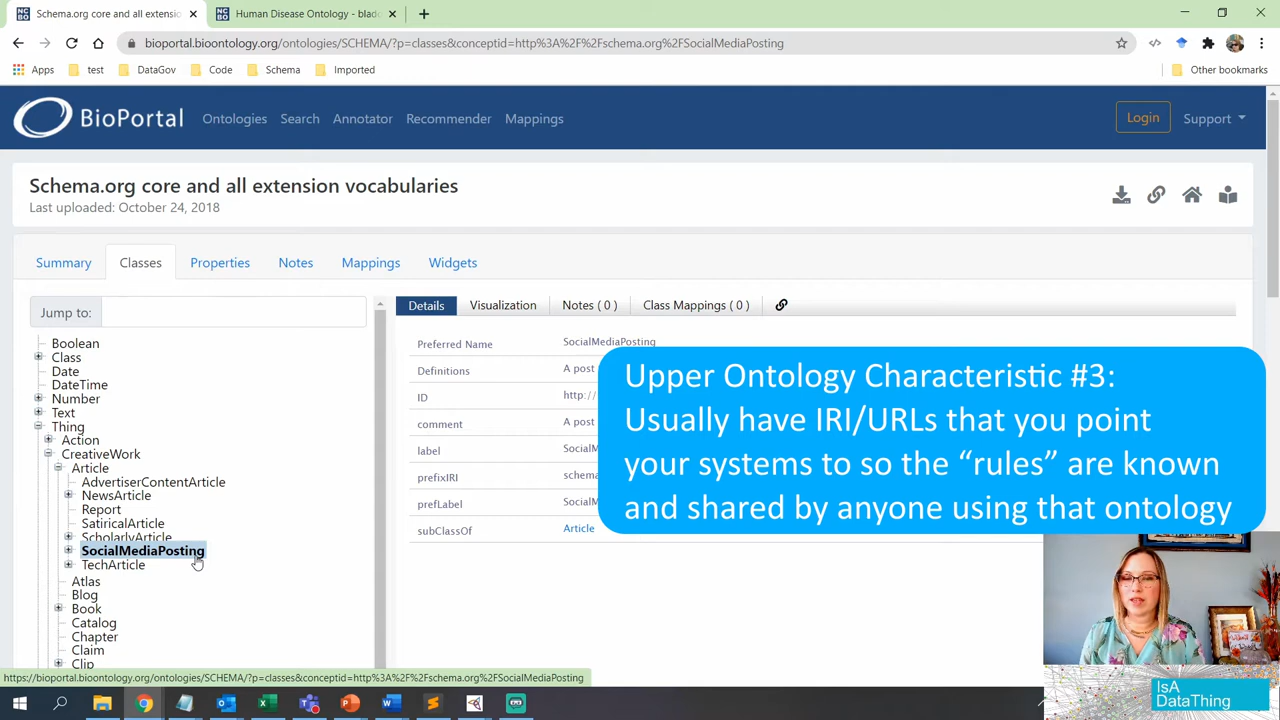 Schema.org core and all extensi
Human Disease Ontology - blad
bioportal.bioontology.org/ontologies/SCHEMA/?p=classes&conceptid=http%3A%2F%2Fschema.org%2FSocialMediaPosting
Apps
test
DataGov
Code
Schema
Imported
Other bookmarks
BioPortal
Ontologies
Search
Annotator
Recommender
Mappings
Login
Support
Schema.org core and all extension vocabularies
Last uploaded: October 24, 2018
Summary
Classes
Properties
Notes
Mappings
Widgets
Jump to:
Details
Visualization
Notes ( 0 )
Class Mappings ( 0 )
Boolean
Class
Date
DateTime
Number
Text
Thing
Action
CreativeWork
Article
AdvertiserContentArticle
NewsArticle
Report
SatiricalArticle
ScholarlyArticle
SocialMediaPosting
TechArticle
Atlas
Blog
Book
Catalog
Chapter
Claim
Clip
Preferred Name SocialMediaPosting
Definitions A post
ID http://
comment A post
label SocialM
prefixIRI schema
prefLabel SocialM
subClassOf Article
Upper Ontology Characteristic #3:
Usually have IRI/URLs that you point
your systems to so the “rules” are known
and shared by anyone using that ontology
https://bioportal.bioontology.org/ontologies/SCHEMA/?p=classes&conceptid=http%3A%2F%2Fschema.org%2FSocialMediaPosting
IsA
DataThing